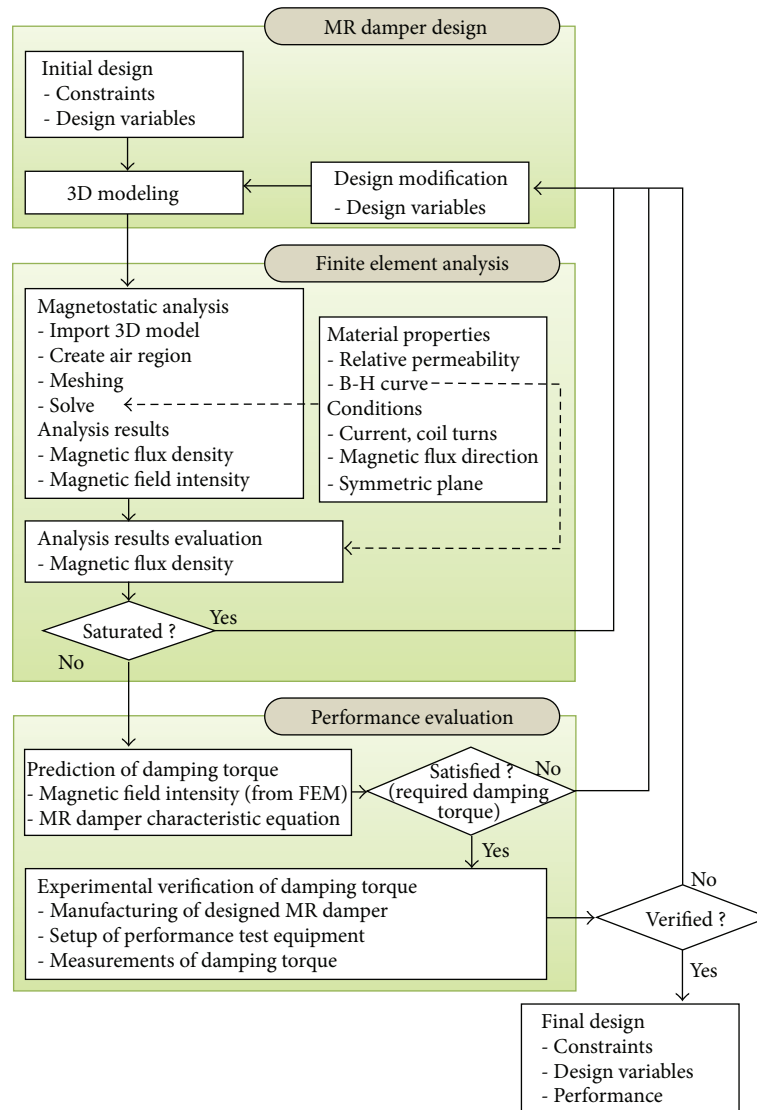 MR damper design
Initial design
- Constraints
- Design variables
3D modeling
Design modification
- Design variables
Finite element analysis
Magnetostatic analysis
- Import 3D model
- Create air region
- Meshing
- Solve
Analysis results
- Magnetic flux density
- Magnetic field intensity
Material properties
- Relative permeability
- B-H curve
Conditions
- Current, coil turns
- Magnetic flux direction
- Symmetric plane
Analysis results evaluation
- Magnetic flux density
Saturated ?
Yes
No
Performance evaluation
Prediction of damping torque
- Magnetic field intensity (from FEM)
- MR damper characteristic equation
Satisfied ?
(required damping
torque)
No
Yes
Experimental verification of damping torque
- Manufacturing of designed MR damper
- Setup of performance test equipment
- Measurements of damping torque
Verified ?
No
Yes
Final design
- Constraints
- Design variables
- Performance